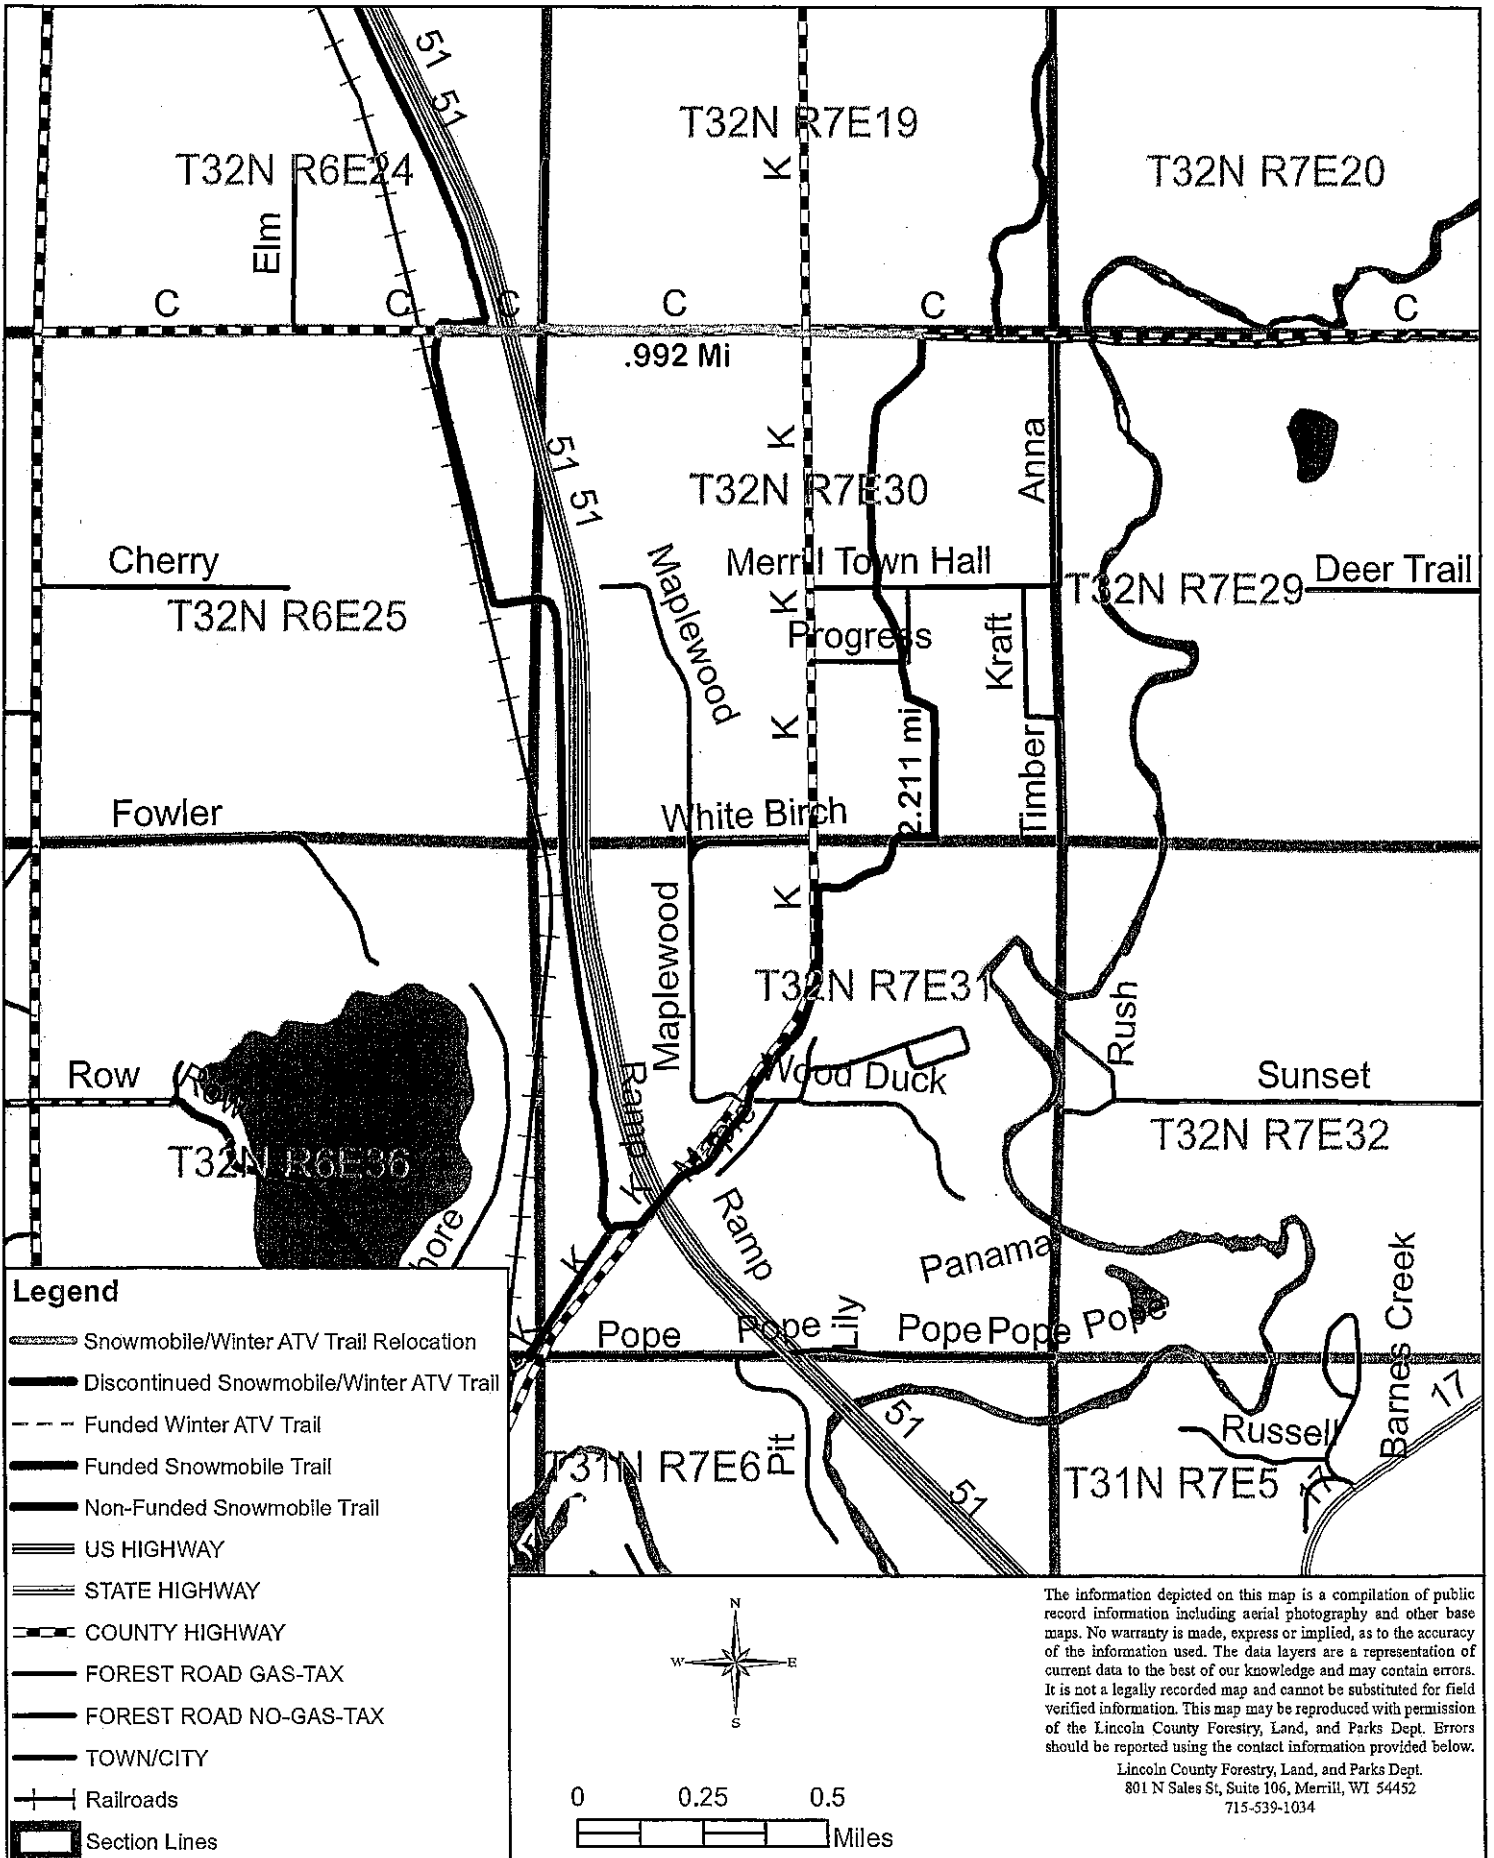 51
51
T32N R7E19
K
T32N R6E24
T32N R7E20
Elm
C C C C C C
.992 Mi
K
51
51
T32N R7E30
Anna
Maplewood
Cherry
Merrill Town Hall
T32N R7E29
Deer Trail
T32N R6E25
K
Progress
Kraft
K
2.211 mi
Timber
Fowler
White Birch
K
Maplewood
T32N R7E31
Rush
Row
Row
Ramp
Wood Duck
Sunset
Maple
T32N R6E36
T32N R7E32
K
Ramp
hore
K
Panama
Barnes Creek
K
Pope
Pope
Lily
Pope
Pope
Pope
17
51
Russell
Pit
T31N R7E6
T31N R7E5
17
51
Legend
Snowmobile/Winter ATV Trail Relocation
Discontinued Snowmobile/Winter ATV Trail
Funded Winter ATV Trail
Funded Snowmobile Trail
Non-Funded Snowmobile Trail
US HIGHWAY
STATE HIGHWAY
COUNTY HIGHWAY
FOREST ROAD GAS-TAX
FOREST ROAD NO-GAS-TAX
TOWN/CITY
Railroads
Section Lines
N
W E
S
0 0.25 0.5
Miles
The information depicted on this map is a compilation of public
record information including aerial photography and other base
maps. No warranty is made, express or implied, as to the accuracy
of the information used. The data layers are a representation of
current data to the best of our knowledge and may contain errors.
It is not a legally recorded map and cannot be substituted for field
verified information. This map may be reproduced with permission
of the Lincoln County Forestry, Land, and Parks Dept. Errors
should be reported using the contact information provided below.
Lincoln County Forestry, Land, and Parks Dept.
801 N Sales St, Suite 106, Merrill, WI 54452
715-539-1034